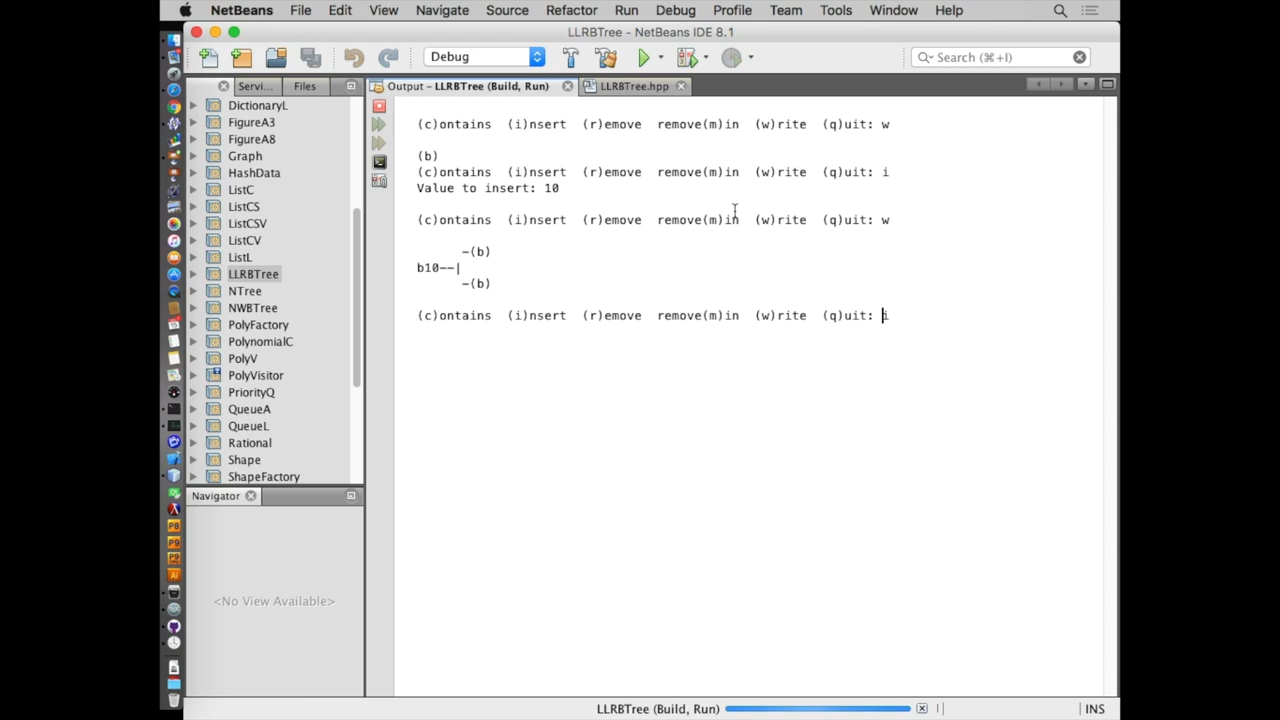 NetBeans File Edit View Navigate Source Refactor Run Debug Profile Team Tools Window Help
LLRBTree - NetBeans IDE 8.1
Debug
Search (⌘+I)
Servi... Files
Output – LLRBTree (Build, Run)
LLRBTree.hpp
DictionaryL
FigureA3
FigureA8
Graph
HashData
ListC
ListCS
ListCSV
ListCV
ListL
LLRBTree
NTree
NWBTree
PolyFactory
PolynomialC
PolyV
PolyVisitor
PriorityQ
QueueA
QueueL
Rational
Shape
ShapeFactory
Navigator
<No View Available>
(c)ontains (i)nsert (r)emove remove(m)in (w)rite (q)uit: w
(b)
(c)ontains (i)nsert (r)emove remove(m)in (w)rite (q)uit: i
Value to insert: 10
(c)ontains (i)nsert (r)emove remove(m)in (w)rite (q)uit: w
-(b)
b10--|
-(b)
(c)ontains (i)nsert (r)emove remove(m)in (w)rite (q)uit: i
LLRBTree (Build, Run)
INS